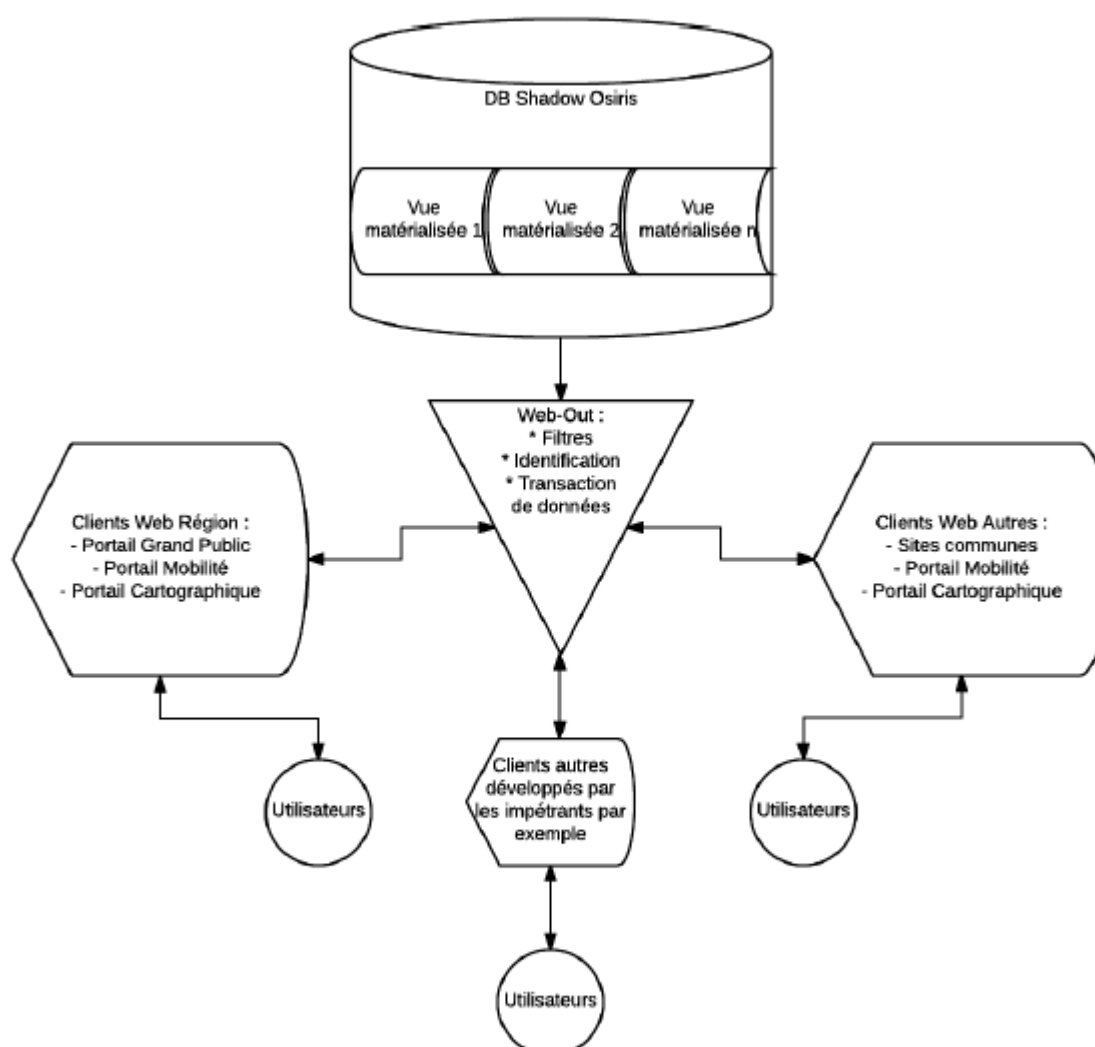 DB Shadow Osiris
Vue
matérialisée 1
Vue
matérialisée 2
Vue
matérialisée n
Web-Out :
* Filtres
* Identification
* Transaction
de données
Clients Web Région :
- Portail Grand Public
- Portail Mobilité
- Portail Cartographique
Clients Web Autres :
- Sites communes
- Portail Mobilité
- Portail Cartographique
Utilisateurs
Clients autres
développés par
les impétrants par
exemple
Utilisateurs
Utilisateurs